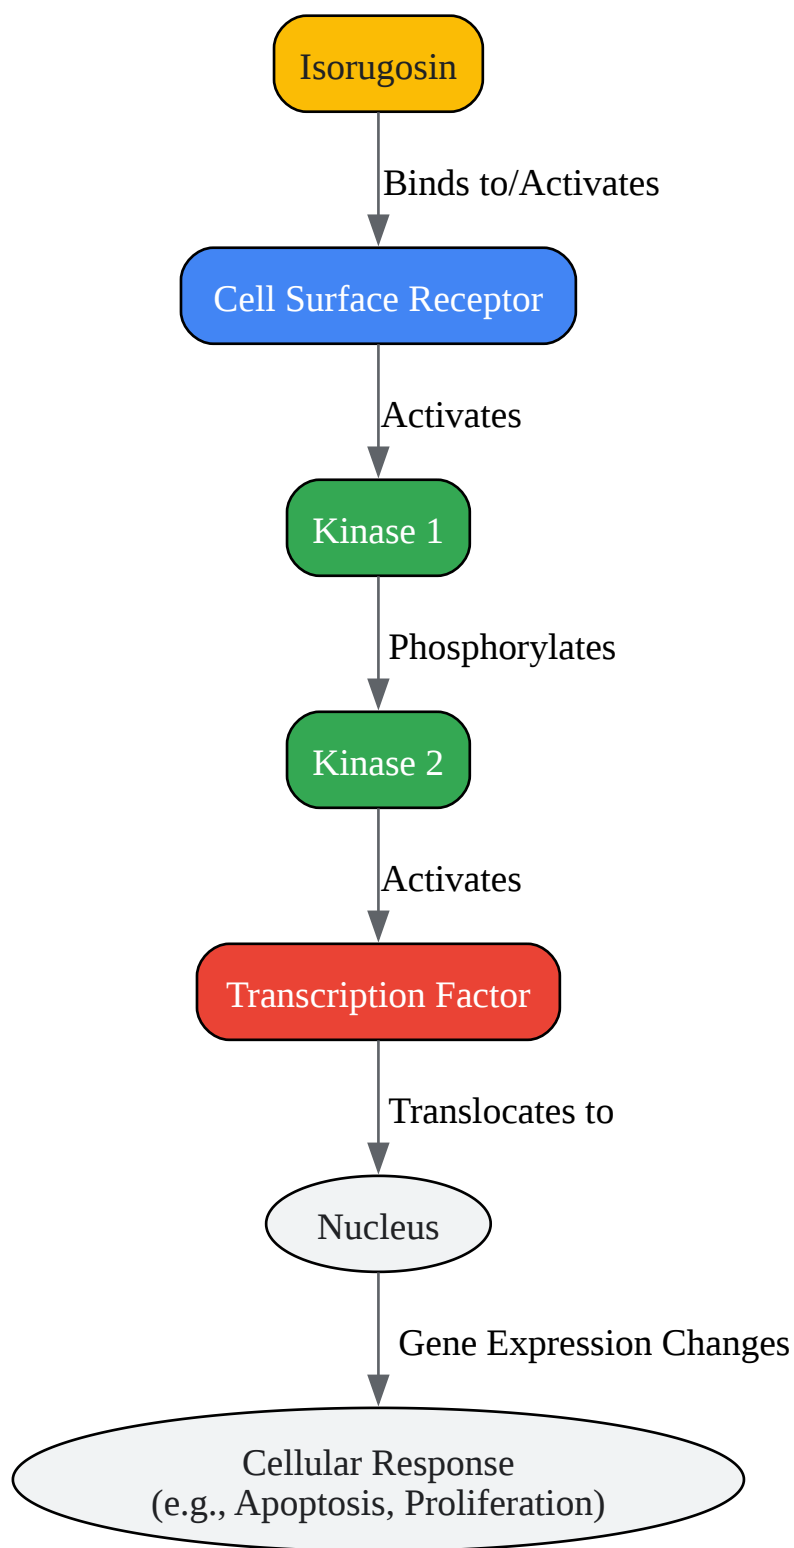 Isorugosin
Binds to/Activates
Cell Surface Receptor
Activates
Kinase 1
Phosphorylates
Kinase 2
Activates
Transcription Factor
Translocates to
Nucleus
Gene Expression Changes
Cellular Response
(e.g., Apoptosis, Proliferation)